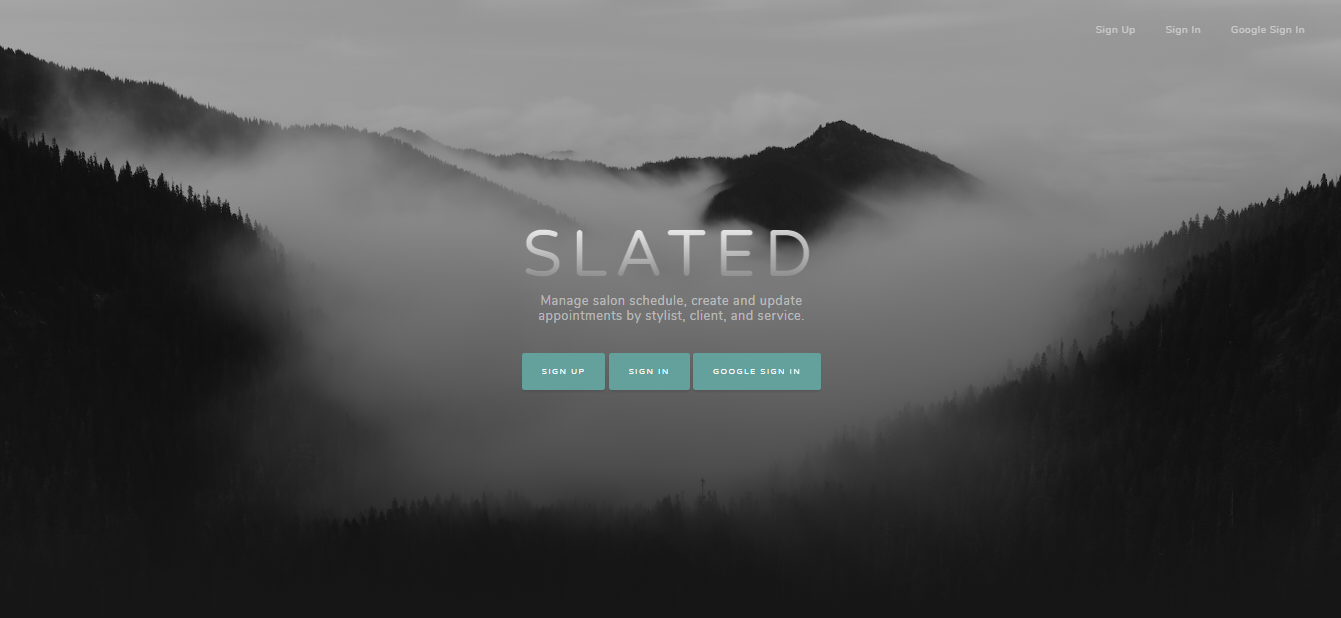 Sign Up Sign In Google Sign In
SLATED
Manage salon schedule, create and update
appointments by stylist, client, and service.
SIGN UP SIGN IN GOOGLE SIGN IN